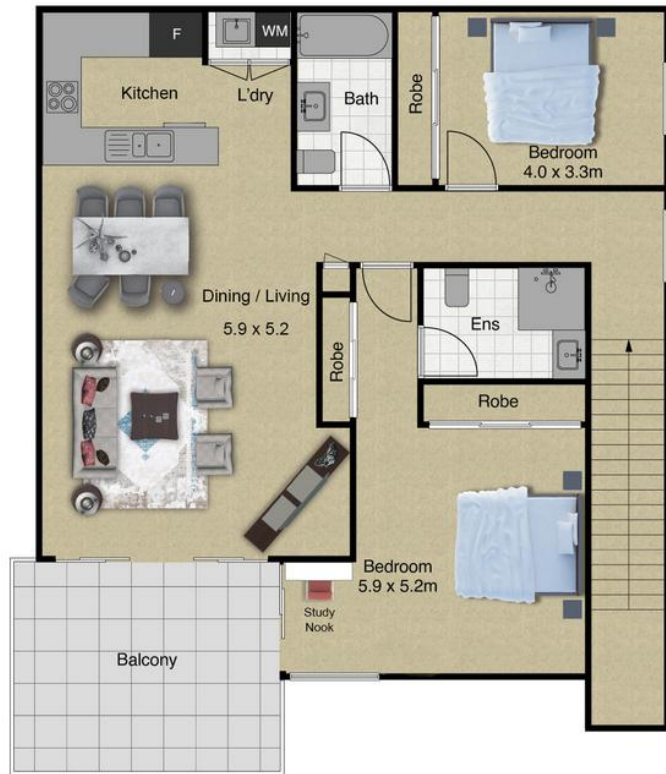 F
WM
Kitchen
L'dry
Bath
Robe
Bedroom
4.0 x 3.3m
Dining / Living
5.9 x 5.2
Ens
Robe
Robe
Bedroom
5.9 x 5.2m
Study
Nook
Balcony